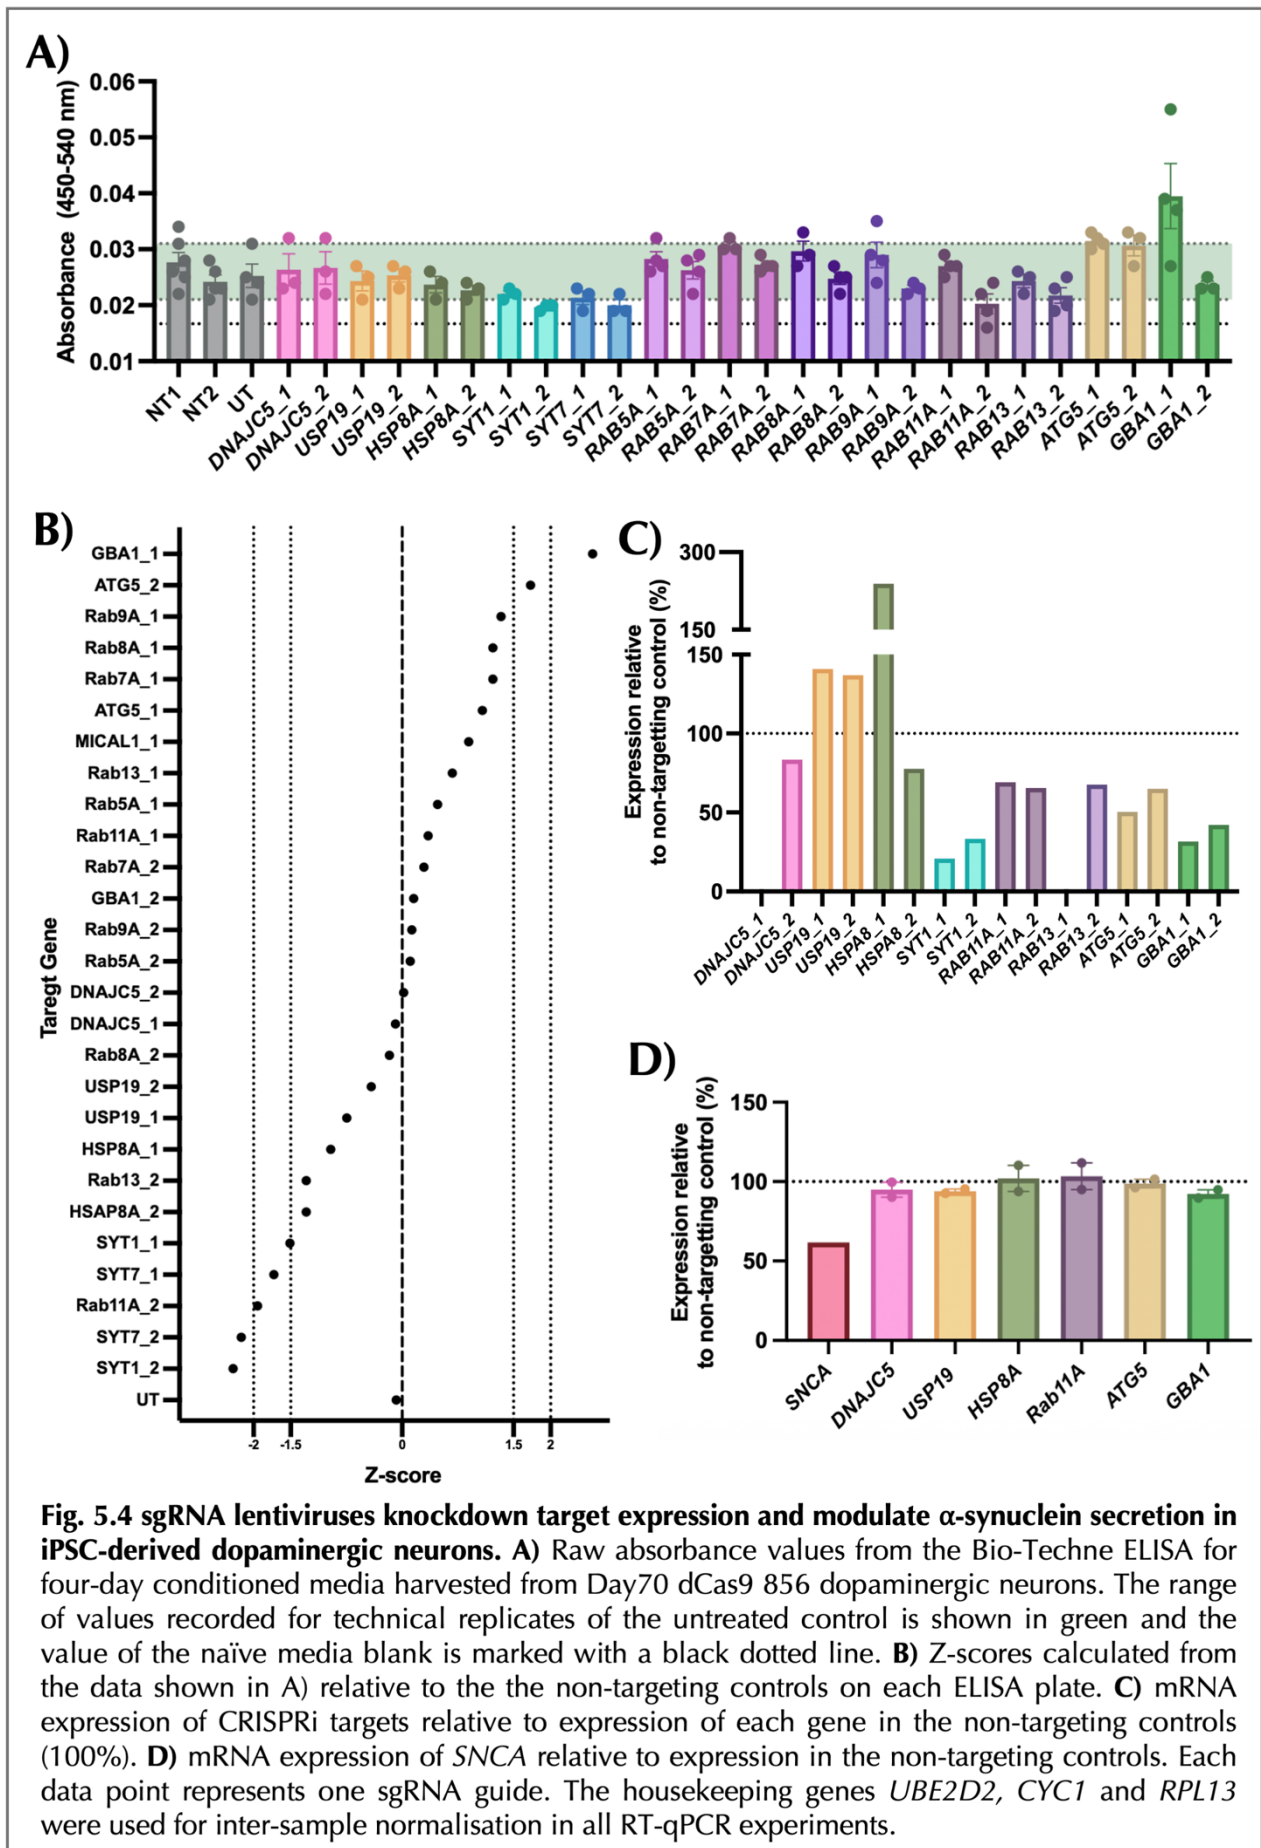 A)
Absorbance (450-540 nm)
0.06
0.05
0.04
0.03
0.02
0.01
NT1
NT2
UT
DNAJC5_1
DNAJC5_2
USP19_1
USP19_2
HSP8A_1
HSP8A_2
SYT1_1
SYT1_2
SYT7_1
SYT7_2
RAB5A_1
RAB5A_2
RAB7A_1
RAB7A_2
RAB8A_1
RAB8A_2
RAB9A_1
RAB9A_2
RAB11A_1
RAB11A_2
RAB13_1
RAB13_2
ATG5_1
ATG5_2
GBA1_1
GBA1_2
B)
Taregt Gene
GBA1_1
ATG5_2
Rab9A_1
Rab8A_1
Rab7A_1
ATG5_1
MICAL1_1
Rab13_1
Rab5A_1
Rab11A_1
Rab7A_2
GBA1_2
Rab9A_2
Rab5A_2
DNAJC5_2
DNAJC5_1
Rab8A_2
USP19_2
USP19_1
HSP8A_1
Rab13_2
HSAP8A_2
SYT1_1
SYT7_1
Rab11A_2
SYT7_2
SYT1_2
UT
-2 -1.5 0 1.5 2
Z-score
C)
Expression relative
to non-targetting control (%)
300
150
150
100
50
0
DNAJC5_1
DNAJC5_2
USP19_1
USP19_2
HSPA8_1
HSPA8_2
SYT1_1
SYT1_2
RAB11A_1
RAB11A_2
RAB13_1
RAB13_2
ATG5_1
ATG5_2
GBA1_1
GBA1_2
D)
Expression relative
to non-targetting control (%)
150
100
50
0
SNCA
DNAJC5
USP19
HSP8A
Rab11A
ATG5
GBA1
Fig. 5.4 sgRNA lentiviruses knockdown target expression and modulate α-synuclein secretion in
iPSC-derived dopaminergic neurons. A) Raw absorbance values from the Bio-Techne ELISA for
four-day conditioned media harvested from Day70 dCas9 856 dopaminergic neurons. The range
of values recorded for technical replicates of the untreated control is shown in green and the
value of the naïve media blank is marked with a black dotted line. B) Z-scores calculated from
the data shown in A) relative to the the non-targeting controls on each ELISA plate. C) mRNA
expression of CRISPRi targets relative to expression of each gene in the non-targeting controls
(100%). D) mRNA expression of SNCA relative to expression in the non-targeting controls. Each
data point represents one sgRNA guide. The housekeeping genes UBE2D2, CYC1 and RPL13
were used for inter-sample normalisation in all RT-qPCR experiments.